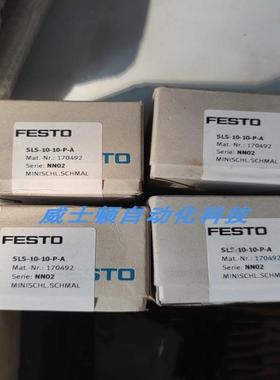 FESTO
SLS-10-10-P-A
Mat.-Nr.: 170492
Serie: NN02
MINISCHL.SCHMAL
FESTO
SLS-10-10-P-A
Mat.-Nr.: 170492
Serie: NN02
MINISCHL.SCHMAL
STO
威士顿自动化科技
FESTO
SLS-10-10-P-A
Mat.-Nr.: 170492
Serie: NN02
MINISCHL.SCHMAL
STO
FESTO
SLS-10-10-P-A
Mat.-Nr.: 170492
Serie: NN02
MINISCHL.SCHMAL